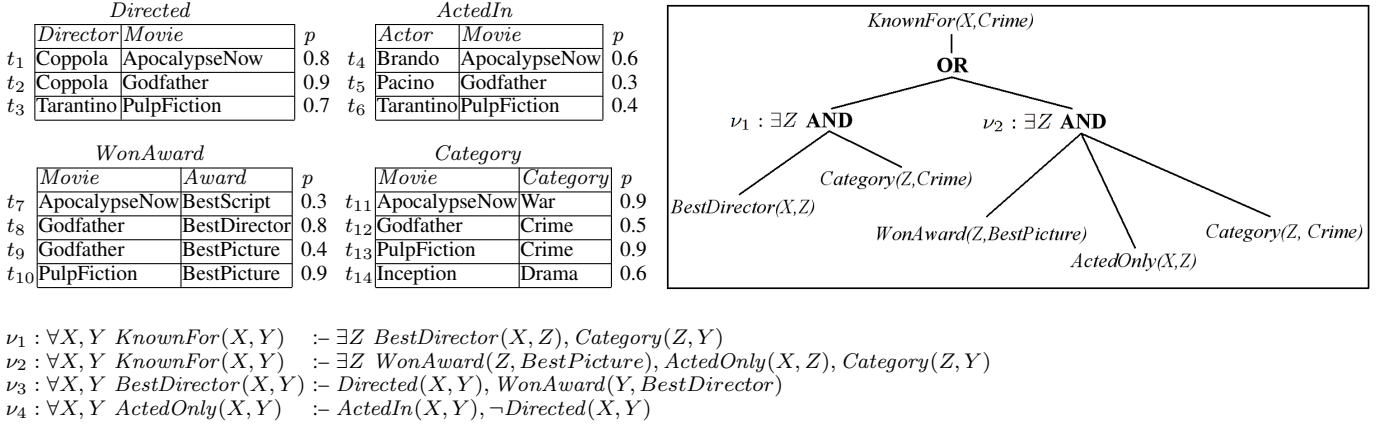 Directed
Director Movie p
t1 Coppola ApocalypseNow 0.8
t2 Coppola Godfather 0.9
t3 Tarantino PulpFiction 0.7
ActedIn
Actor Movie p
t4 Brando ApocalypseNow 0.6
t5 Pacino Godfather 0.3
t6 Tarantino PulpFiction 0.4
WonAward
Movie Award p
t7 ApocalypseNow BestScript 0.3
t8 Godfather BestDirector 0.8
t9 Godfather BestPicture 0.4
t10 PulpFiction BestPicture 0.9
Category
Movie Category p
t11 ApocalypseNow War 0.9
t12 Godfather Crime 0.5
t13 PulpFiction Crime 0.9
t14 Inception Drama 0.6
KnownFor(X,Crime)
OR
ν1 : ∃Z AND
ν2 : ∃Z AND
Category(Z,Crime)
BestDirector(X,Z)
WonAward(Z,BestPicture)
Category(Z, Crime)
ActedOnly(X,Z)
ν1 : ∀X, Y KnownFor(X, Y) :– ∃Z BestDirector(X, Z), Category(Z, Y)
ν2 : ∀X, Y KnownFor(X, Y) :– ∃Z WonAward(Z, BestPicture), ActedOnly(X, Z), Category(Z, Y)
ν3 : ∀X, Y BestDirector(X, Y) :– Directed(X, Y), WonAward(Y, BestDirector)
ν4 : ∀X, Y ActedOnly(X, Y) :– ActedIn(X, Y), ¬Directed(X, Y)